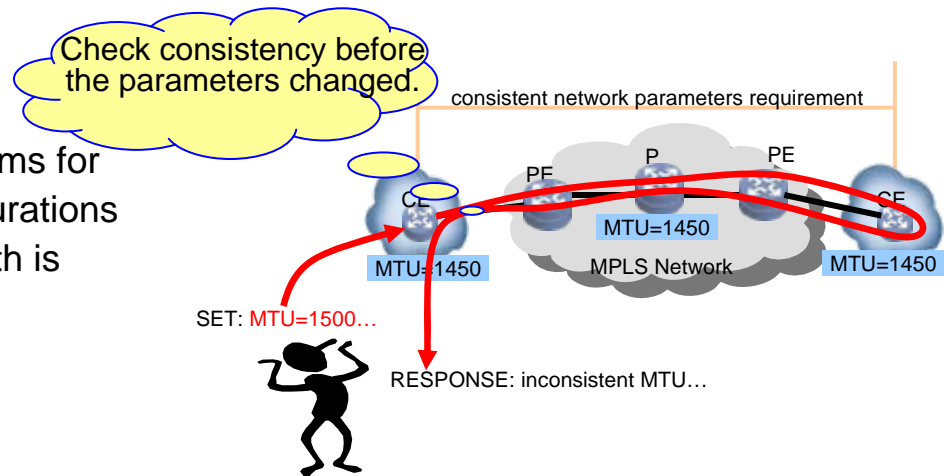 Check consistency before
the parameters changed.
consistent network parameters requirement
ms for
urations
th is
CE
PE
P
PE
CE
MTU=1450
MTU=1450
MTU=1450
MPLS Network
SET: MTU=1500…
RESPONSE: inconsistent MTU…